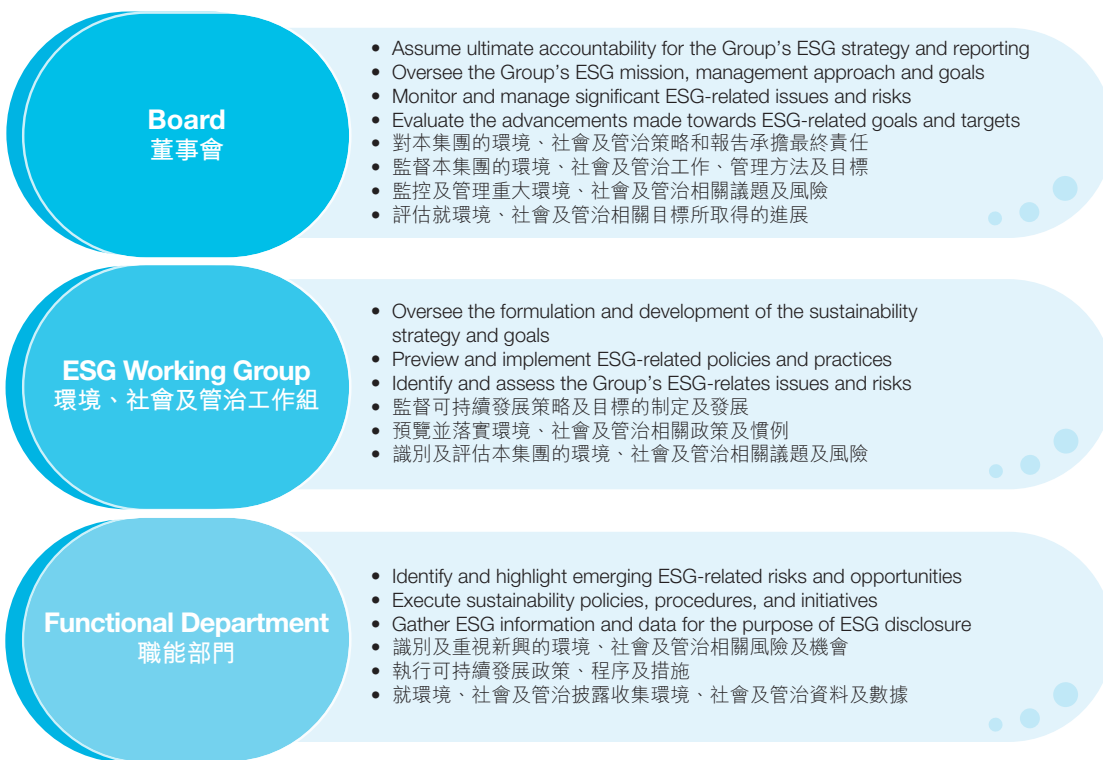 Board
董事會
• Assume ultimate accountability for the Group's ESG strategy and reporting
• Oversee the Group's ESG mission, management approach and goals
• Monitor and manage significant ESG-related issues and risks
• Evaluate the advancements made towards ESG-related goals and targets
• 對本集團的環境、社會及管治策略和報告承擔最終責任
• 監督本集團的環境、社會及管治工作、管理方法及目標
• 監控及管理重大環境、社會及管治相關議題及風險
• 評估就環境、社會及管治相關目標所取得的進展
ESG Working Group
環境、社會及管治工作組
• Oversee the formulation and development of the sustainability
strategy and goals
• Preview and implement ESG-related policies and practices
• Identify and assess the Group's ESG-relates issues and risks
• 監督可持續發展策略及目標的制定及發展
• 預覽並落實環境、社會及管治相關政策及慣例
• 識別及評估本集團的環境、社會及管治相關議題及風險
Functional Department
職能部門
• Identify and highlight emerging ESG-related risks and opportunities
• Execute sustainability policies, procedures, and initiatives
• Gather ESG information and data for the purpose of ESG disclosure
• 識別及重視新興的環境、社會及管治相關風險及機會
• 執行可持續發展政策、程序及措施
• 就環境、社會及管治披露收集環境、社會及管治資料及數據